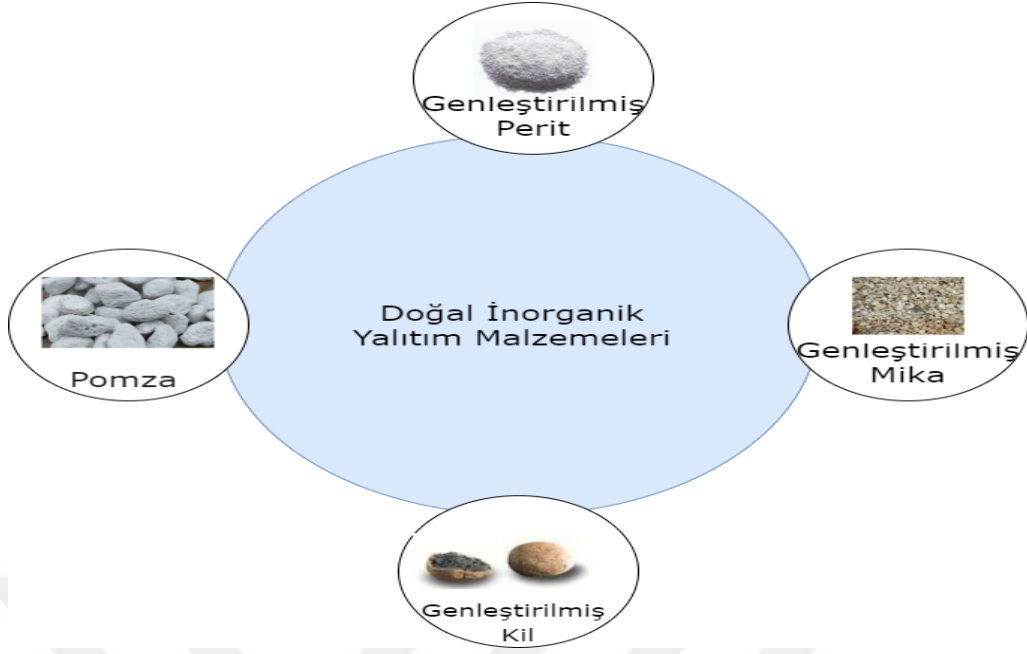 Genleştirilmiş
Perit
Doğal İnorganik
Yalıtım Malzemeleri
Pomza
Genleştirilmiş
Mika
Genleştirilmiş
Kil